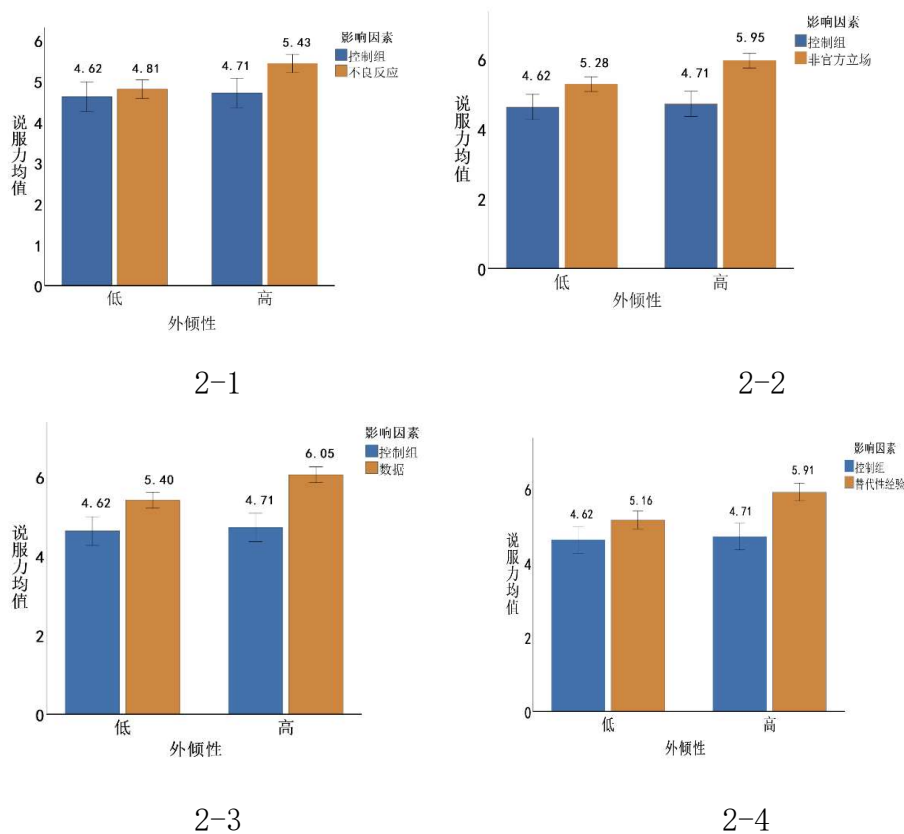 影响因素
控制组
不良反应
6
5
4
3
2
1
0
说服力均值
4.62
4.81
4.71
5.43
低
高
外倾性
2-1
影响因素
控制组
非官方立场
6
4
2
0
说服力均值
4.62
5.28
4.71
5.95
低
高
外倾性
2-2
影响因素
控制组
数据
6
4
2
0
说服力均值
4.62
5.40
4.71
6.05
低
高
外倾性
2-3
影响因素
控制组
替代性经验
6
4
2
0
说服力均值
4.62
5.16
4.71
5.91
低
高
外倾性
2-4